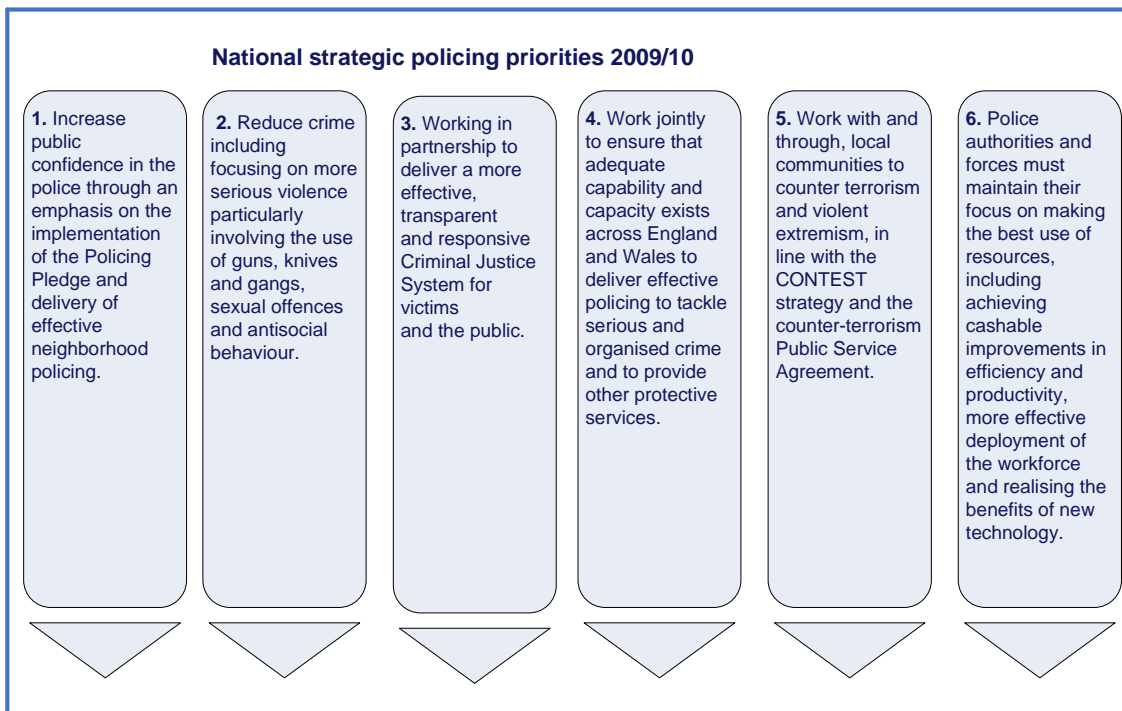 National strategic policing priorities 2009/10
1. Increase
public
confidence in the
police through an
emphasis on the
implementation
of the Policing
Pledge and
delivery of
effective
neighborhood
policing.
2. Reduce crime
including
focusing on more
serious violence
particularly
involving the use
of guns, knives
and gangs,
sexual offences
and antisocial
behaviour.
3. Working in
partnership to
deliver a more
effective,
transparent
and responsive
Criminal Justice
System for
victims
and the public.
4. Work jointly
to ensure that
adequate
capability and
capacity exists
across England
and Wales to
deliver effective
policing to tackle
serious and
organised crime
and to provide
other protective
services.
5. Work with and
through, local
communities to
counter terrorism
and violent
extremism, in
line with the
CONTEST
strategy and the
counter-terrorism
Public Service
Agreement.
6. Police
authorities and
forces must
maintain their
focus on making
the best use of
resources,
including
achieving
cashable
improvements in
efficiency and
productivity,
more effective
deployment of
the workforce
and realising the
benefits of new
technology.